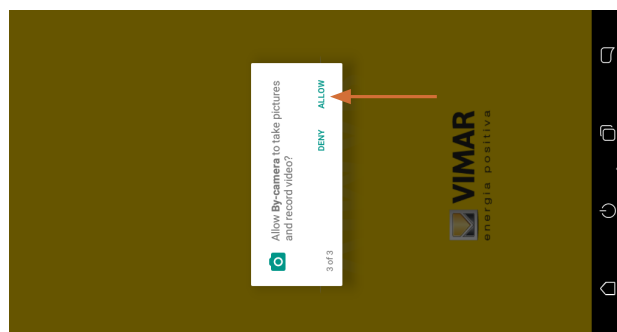 Allow By-camera to take pictures
and record video?
3 of 3
DENY
ALLOW
VIMAR
energia positiva